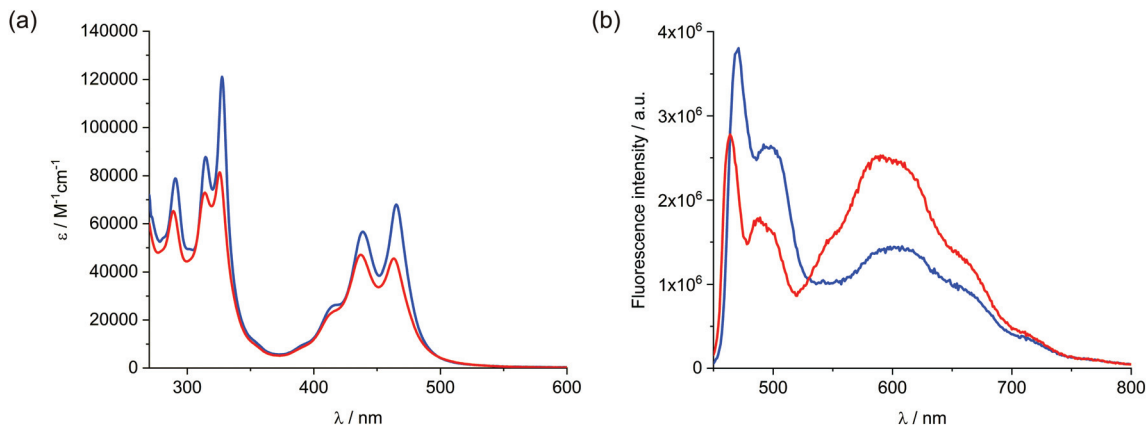 (a)
140000
120000
100000
80000
60000
40000
20000
0
ε / M⁻¹cm⁻¹
300
400
500
600
λ / nm
(b)
4x10⁶
3x10⁶
2x10⁶
1x10⁶
0
Fluorescence intensity / a.u.
500
600
700
800
λ / nm